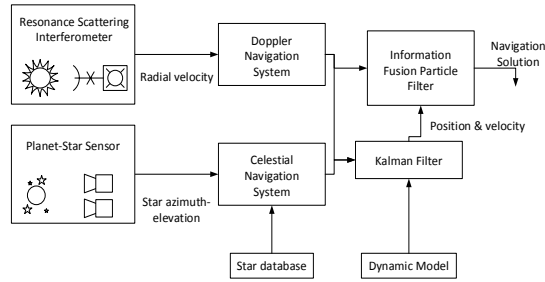 Resonance Scattering
Interferometer
Radial velocity
Doppler
Navigation
System
Information
Fusion Particle
Filter
Navigation
Solution
Position & velocity
Planet-Star Sensor
Star azimuth-
elevation
Celestial
Navigation
System
Kalman Filter
Star database
Dynamic Model